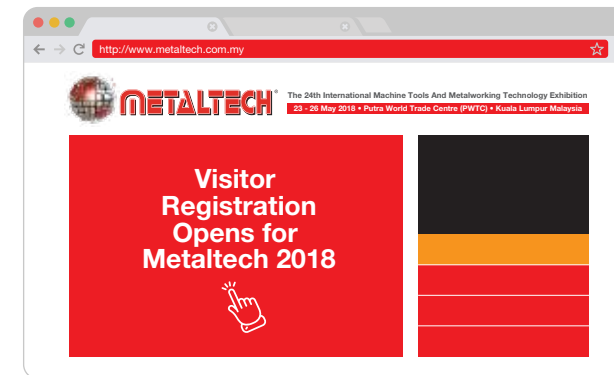 http://www.metaltech.com.my
METALTECH®
The 24th International Machine Tools And Metalworking Technology Exhibition
23 - 26 May 2018 • Putra World Trade Centre (PWTC) • Kuala Lumpur Malaysia
Visitor
Registration
Opens for
Metaltech 2018